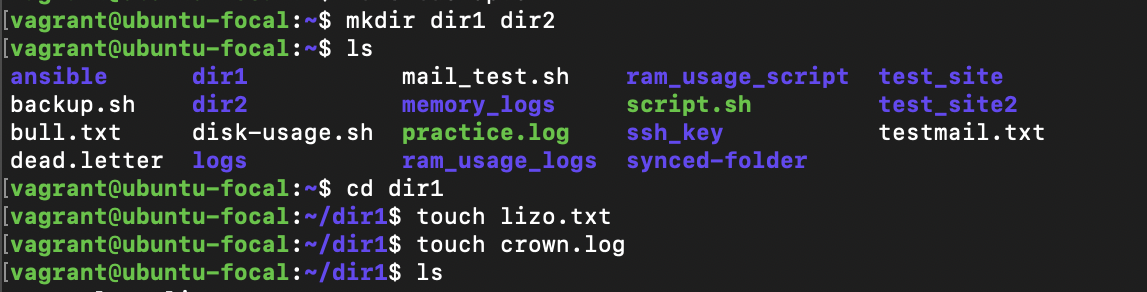 [vagrant@ubuntu-focal:~$ mkdir dir1 dir2
[vagrant@ubuntu-focal:~$ ls
ansible dir1 mail_test.sh ram_usage_script test_site
backup.sh dir2 memory_logs script.sh test_site2
bull.txt disk-usage.sh practice.log ssh_key testmail.txt
dead.letter logs ram_usage_logs synced-folder
[vagrant@ubuntu-focal:~$ cd dir1
[vagrant@ubuntu-focal:~/dir1$ touch lizo.txt
[vagrant@ubuntu-focal:~/dir1$ touch crown.log
[vagrant@ubuntu-focal:~/dir1$ ls